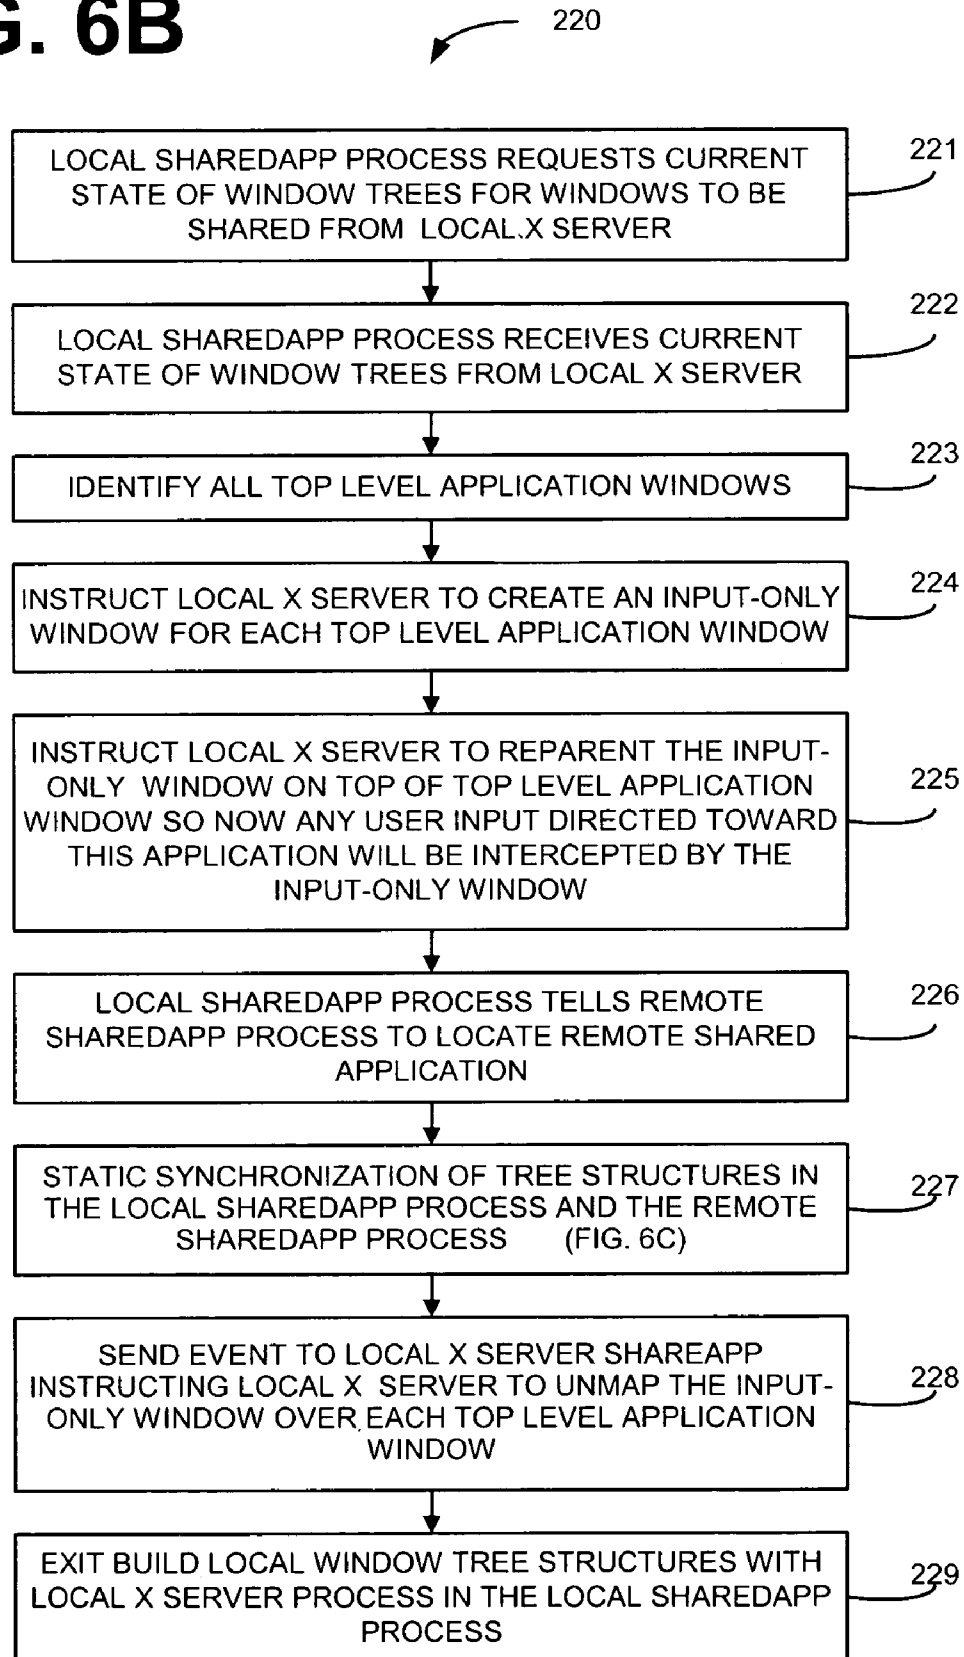 G. 6B
220
LOCAL SHAREDAPP PROCESS REQUESTS CURRENT
STATE OF WINDOW TREES FOR WINDOWS TO BE
SHARED FROM LOCAL X SERVER
221
LOCAL SHAREDAPP PROCESS RECEIVES CURRENT
STATE OF WINDOW TREES FROM LOCAL X SERVER
222
IDENTIFY ALL TOP LEVEL APPLICATION WINDOWS
223
INSTRUCT LOCAL X SERVER TO CREATE AN INPUT-ONLY
WINDOW FOR EACH TOP LEVEL APPLICATION WINDOW
224
INSTRUCT LOCAL X SERVER TO REPARENT THE INPUT-
ONLY WINDOW ON TOP OF TOP LEVEL APPLICATION
WINDOW SO NOW ANY USER INPUT DIRECTED TOWARD
THIS APPLICATION WILL BE INTERCEPTED BY THE
INPUT-ONLY WINDOW
225
LOCAL SHAREDAPP PROCESS TELLS REMOTE
SHAREDAPP PROCESS TO LOCATE REMOTE SHARED
APPLICATION
226
STATIC SYNCHRONIZATION OF TREE STRUCTURES IN
THE LOCAL SHAREDAPP PROCESS AND THE REMOTE
SHAREDAPP PROCESS (FIG. 6C)
227
SEND EVENT TO LOCAL X SERVER SHAREAPP
INSTRUCTING LOCAL X SERVER TO UNMAP THE INPUT-
ONLY WINDOW OVER EACH TOP LEVEL APPLICATION
WINDOW
228
EXIT BUILD LOCAL WINDOW TREE STRUCTURES WITH
LOCAL X SERVER PROCESS IN THE LOCAL SHAREDAPP
PROCESS
229